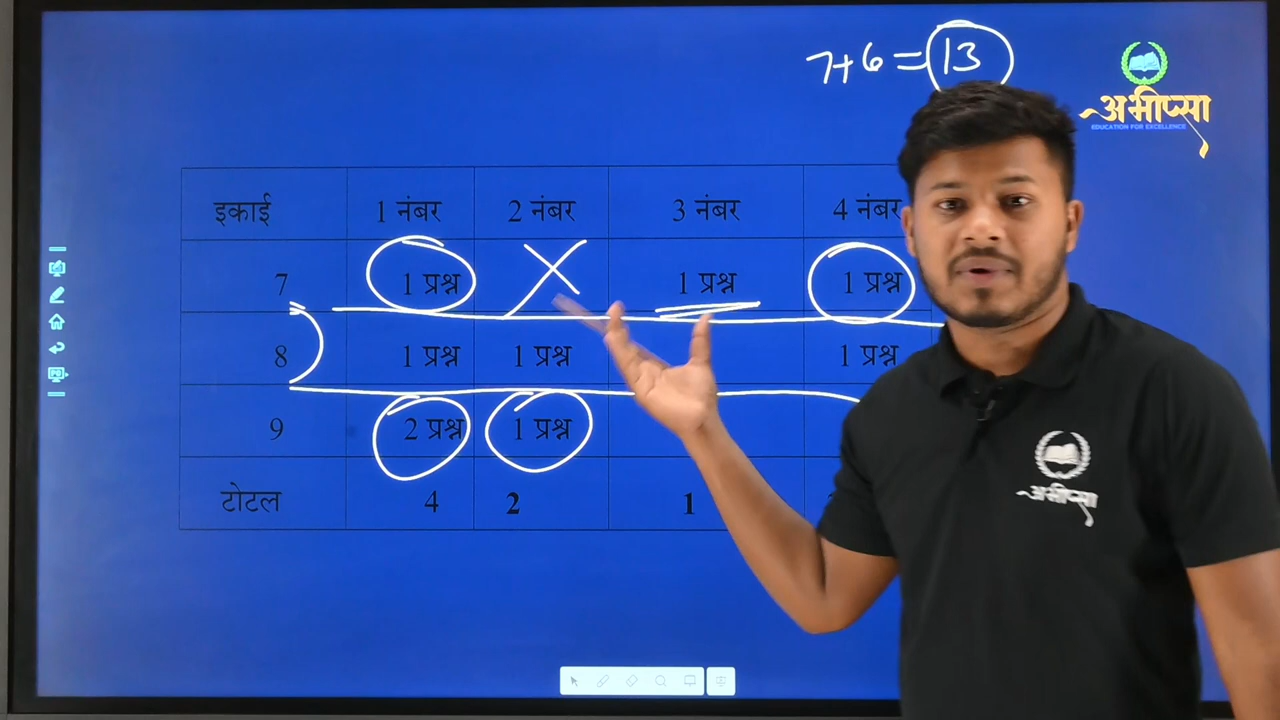 7+6=13
अभीप्सा
EDUCATION FOR EXCELLENCE
इकाई 1 नंबर 2 नंबर 3 नंबर 4 नंबर
7 1 प्रश्न 1 प्रश्न 1 प्रश्न
8 1 प्रश्न 1 प्रश्न 1 प्रश्न
9 2 प्रश्न 1 प्रश्न
टोटल 4 2 1
अभीप्सा